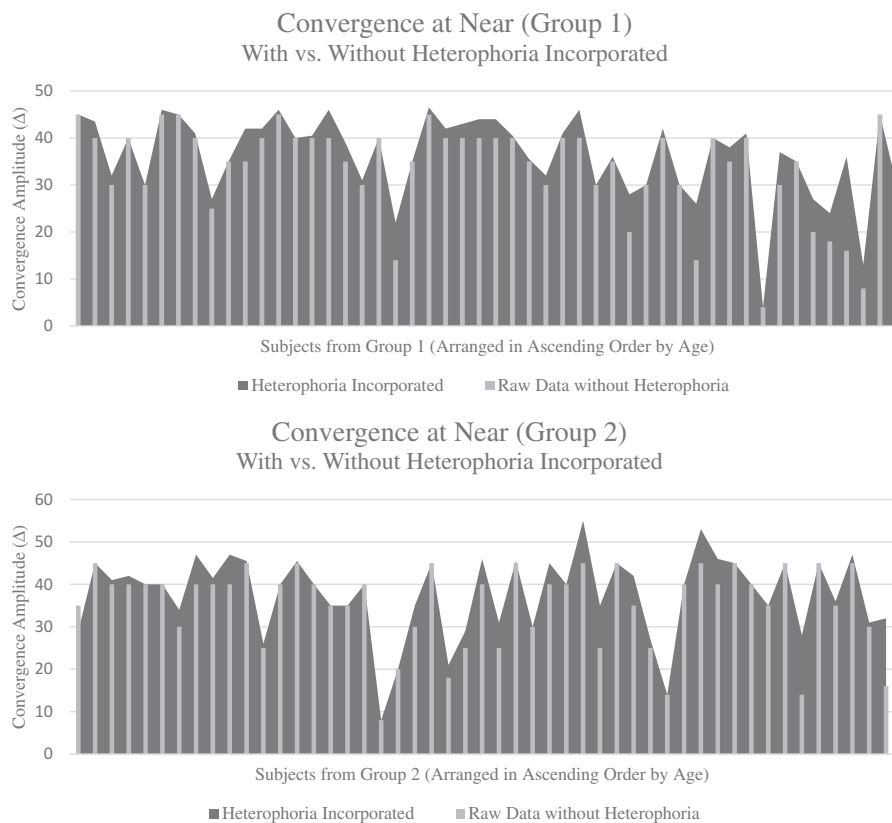 Convergence at Near (Group 1)
With vs. Without Heterophoria Incorporated
50
40
30
20
10
0
Convergence Amplitude (Δ)
Subjects from Group 1 (Arranged in Ascending Order by Age)
Heterophoria Incorporated
Raw Data without Heterophoria
Convergence at Near (Group 2)
With vs. Without Heterophoria Incorporated
60
50
40
30
20
10
0
Convergence Amplitude (Δ)
Subjects from Group 2 (Arranged in Ascending Order by Age)
Heterophoria Incorporated
Raw Data without Heterophoria